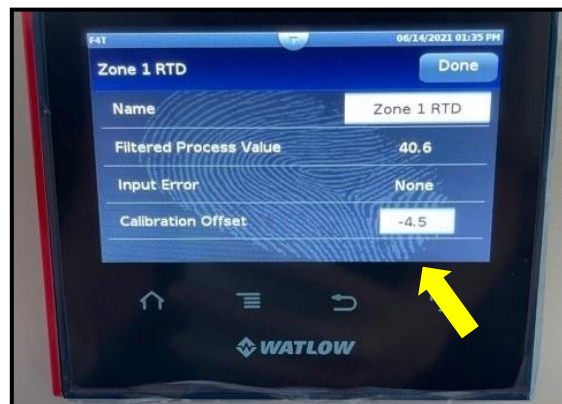 F4T 06/14/2021 01:35 PM
Zone 1 RTD Done
Name Zone 1 RTD
Filtered Process Value 40.6
Input Error None
Calibration Offset -4.5
WATLOW